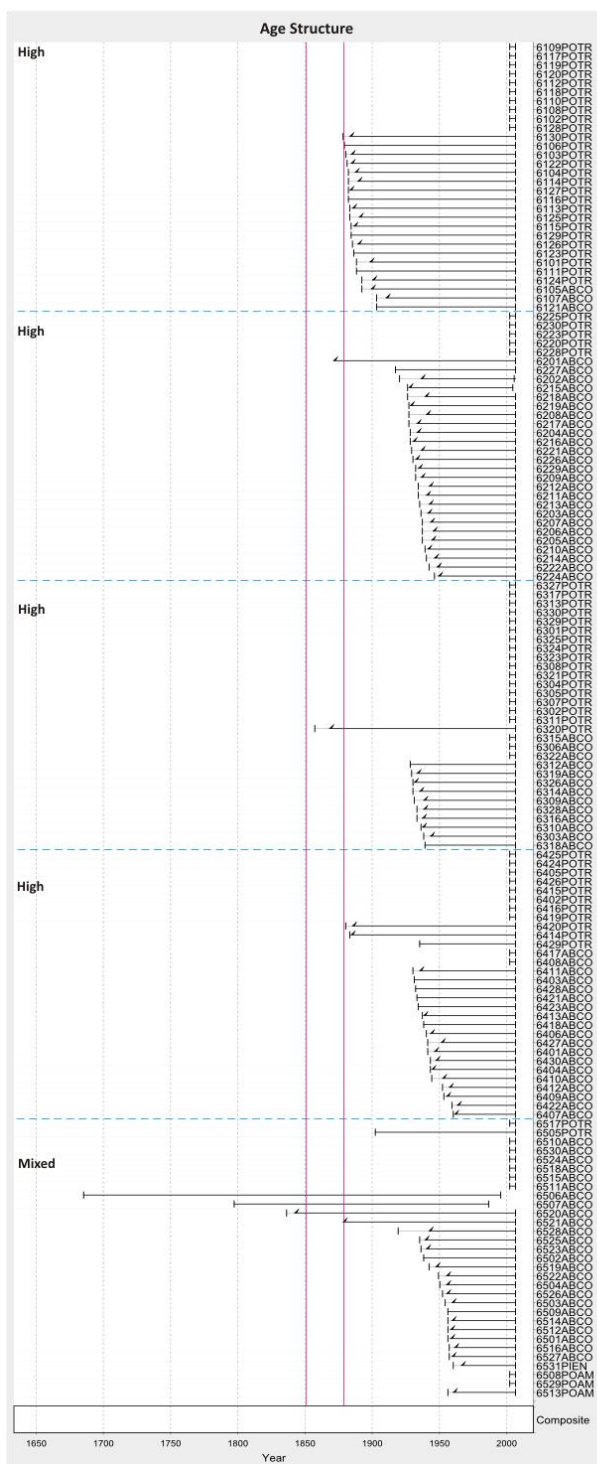 Age Structure
High
6109POTR
6117POTR
6119POTR
6120POTR
6112POTR
6118POTR
6110POTR
6108POTR
6102POTR
6128POTR
6130POTR
6106POTR
6103POTR
6122POTR
6104POTR
6114POTR
6127POTR
6116POTR
6113POTR
6125POTR
6115POTR
6129POTR
6126POTR
6123POTR
6101POTR
6111POTR
6124POTR
6105ABCO
6107ABCO
6121ABCO
High
6225POTR
6230POTR
6223POTR
6220POTR
6228POTR
6201ABCO
6227ABCO
6202ABCO
6215ABCO
6218ABCO
6219ABCO
6208ABCO
6217ABCO
6204ABCO
6216ABCO
6221ABCO
6226ABCO
6229ABCO
6209ABCO
6212ABCO
6211ABCO
6213ABCO
6203ABCO
6207ABCO
6206ABCO
6205ABCO
6210ABCO
6214ABCO
6222ABCO
6224ABCO
High
6327POTR
6317POTR
6313POTR
6330POTR
6329POTR
6301POTR
6325POTR
6324POTR
6323POTR
6308POTR
6321POTR
6304POTR
6305POTR
6307POTR
6302POTR
6311POTR
6320POTR
6315ABCO
6306ABCO
6322ABCO
6312ABCO
6319ABCO
6326ABCO
6314ABCO
6309ABCO
6328ABCO
6316ABCO
6310ABCO
6303ABCO
6318ABCO
High
6425POTR
6424POTR
6405POTR
6426POTR
6415POTR
6402POTR
6416POTR
6419POTR
6420POTR
6414POTR
6429POTR
6417ABCO
6408ABCO
6411ABCO
6403ABCO
6428ABCO
6421ABCO
6423ABCO
6413ABCO
6418ABCO
6406ABCO
6427ABCO
6401ABCO
6430ABCO
6404ABCO
6410ABCO
6412ABCO
6409ABCO
6422ABCO
6407ABCO
Mixed
6517POTR
6505POTR
6510ABCO
6530ABCO
6524ABCO
6518ABCO
6515ABCO
6511ABCO
6506ABCO
6507ABCO
6520ABCO
6521ABCO
6528ABCO
6525ABCO
6523ABCO
6502ABCO
6519ABCO
6522ABCO
6504ABCO
6526ABCO
6503ABCO
6509ABCO
6514ABCO
6512ABCO
6501ABCO
6516ABCO
6527ABCO
6531PIEN
6508POAM
6529POAM
6513POAM
Composite
1650 1700 1750 1800 1850 1900 1950 2000
Year